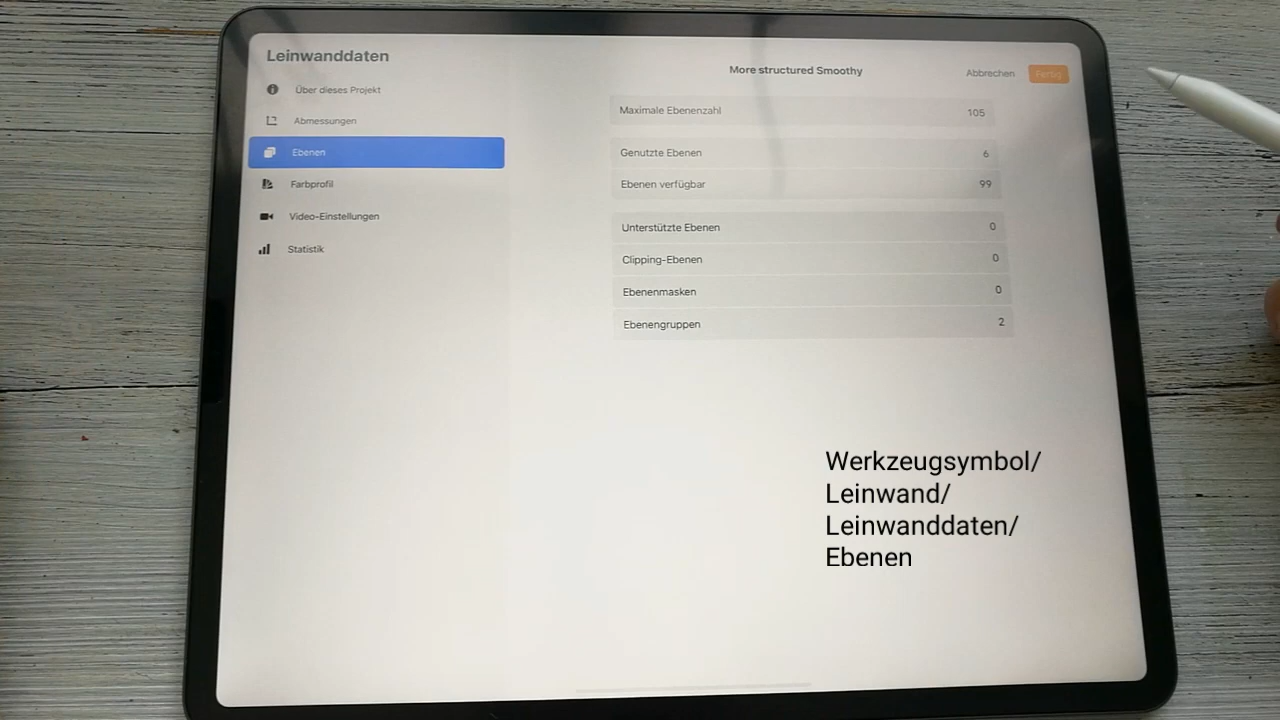 Leinwanddaten
Über dieses Projekt
Abmessungen
Ebenen
Farbprofil
Video-Einstellungen
Statistik
More structured Smoothy
Abbrechen
Fertig
Maximale Ebenenzahl 105
Genutzte Ebenen 6
Ebenen verfügbar 99
Unterstützte Ebenen 0
Clipping-Ebenen 0
Ebenenmasken 0
Ebenengruppen 2
Werkzeugsymbol/
Leinwand/
Leinwanddaten/
Ebenen